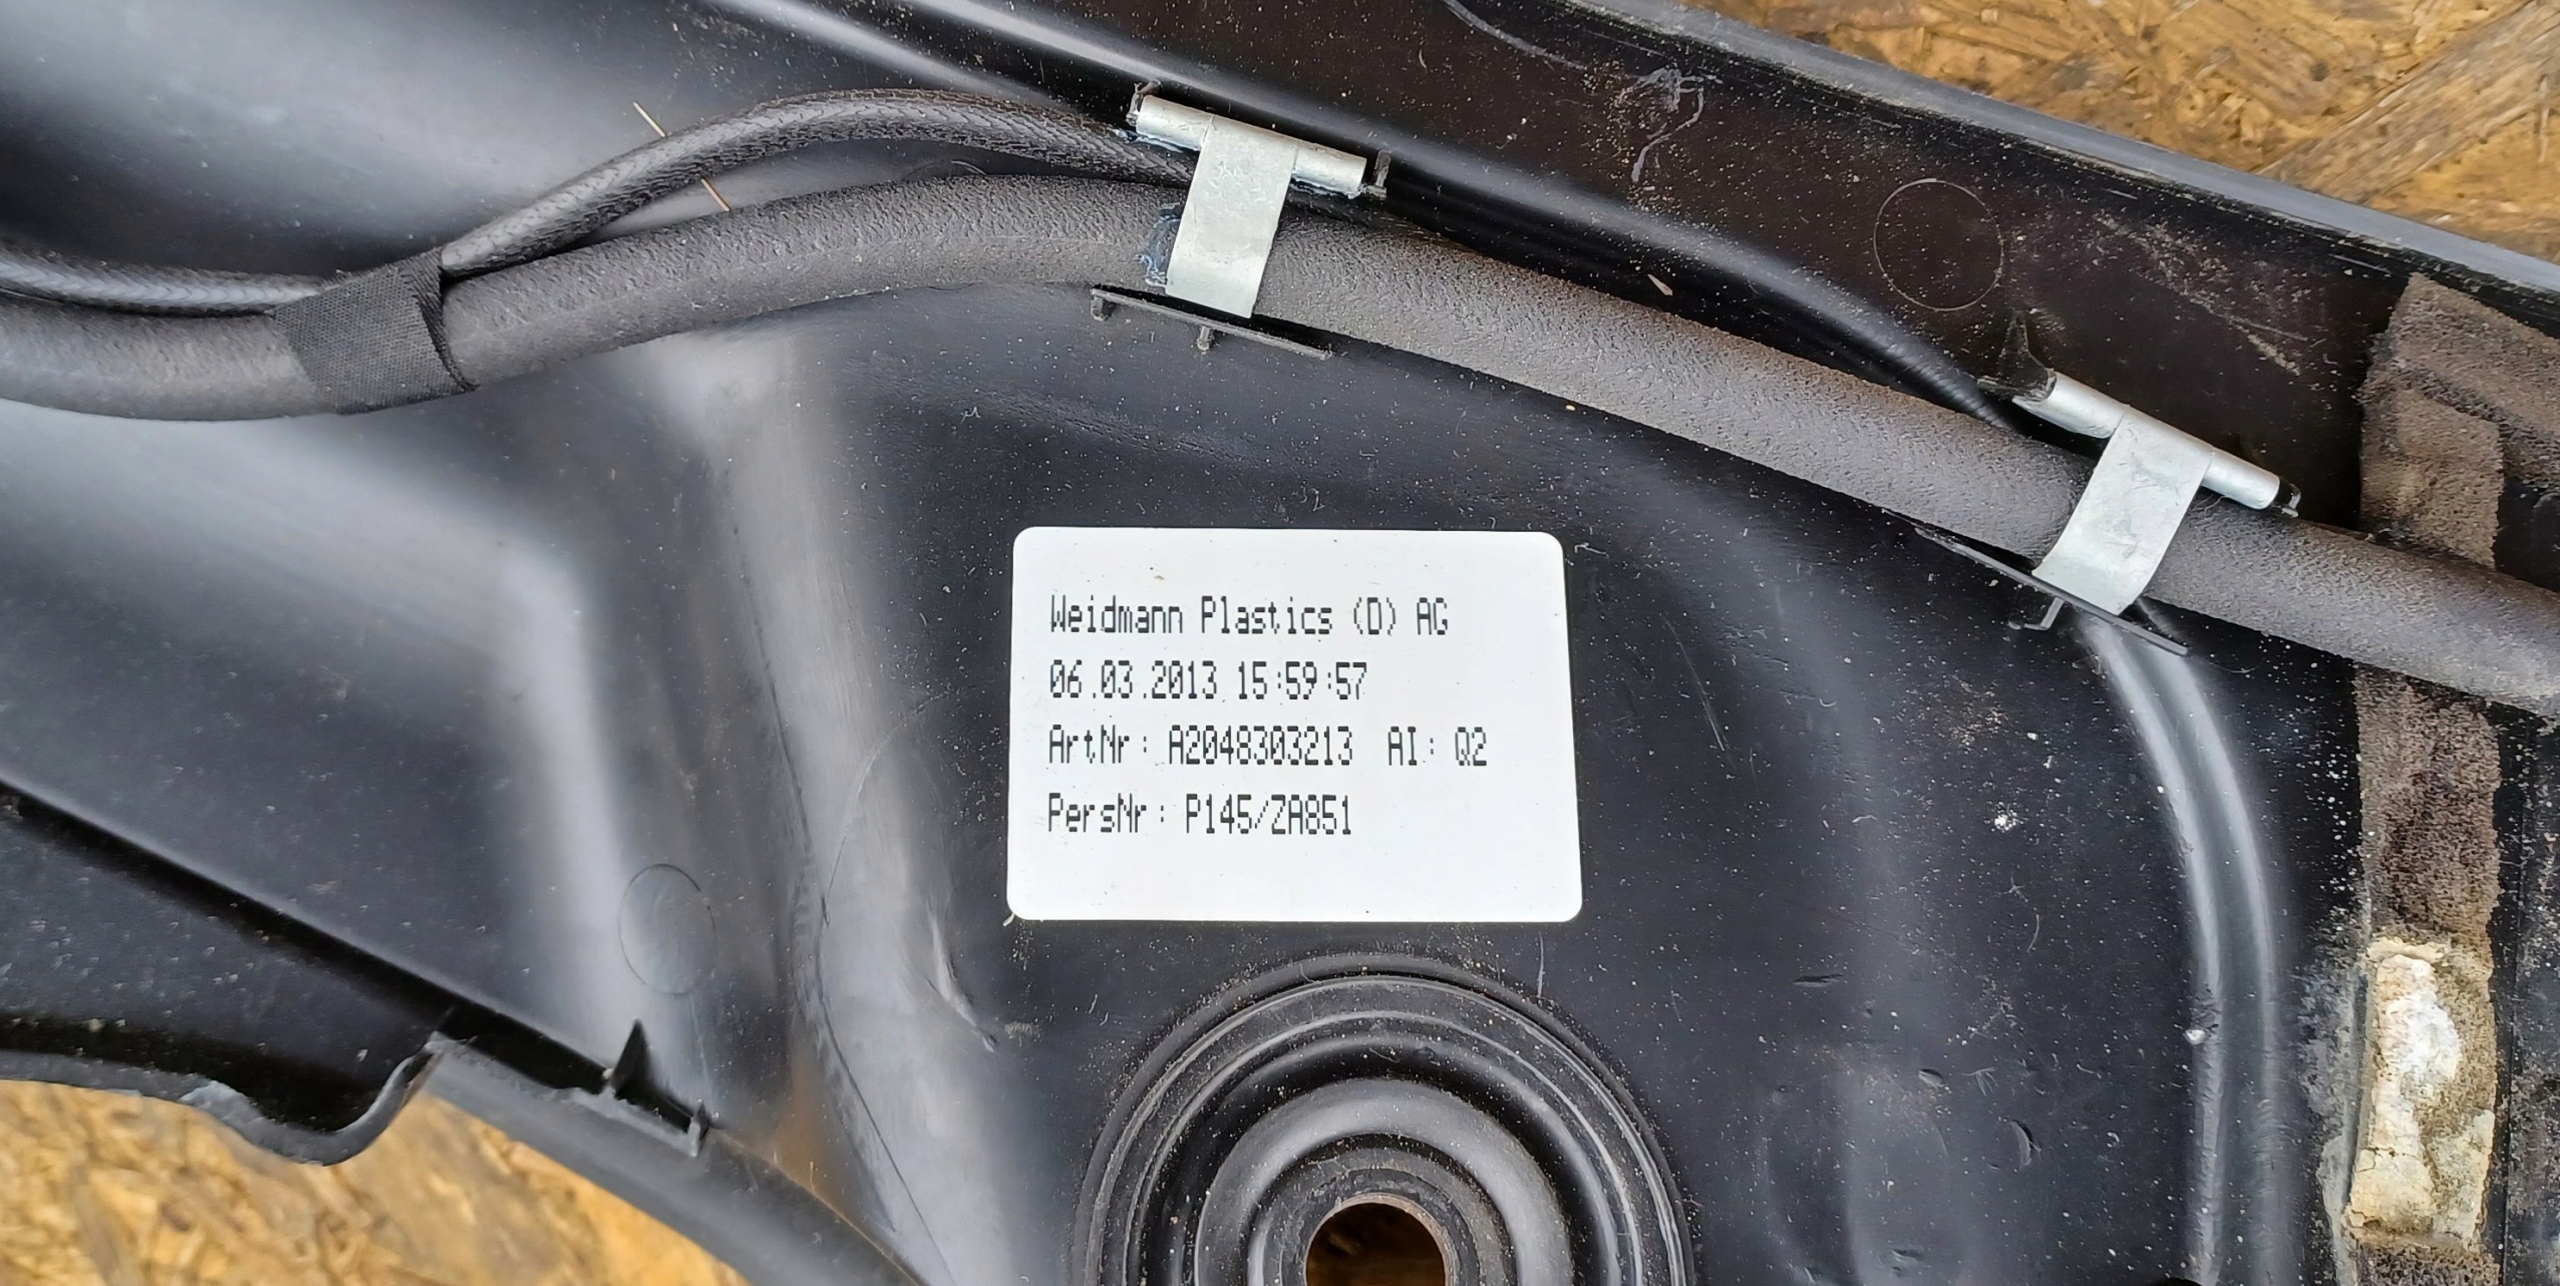 Weidmann Plastics (D) AG
06.03.2013 15:59:57
ArtNr: A2048303213 AI: Q2
PersNr: P145/ZA851